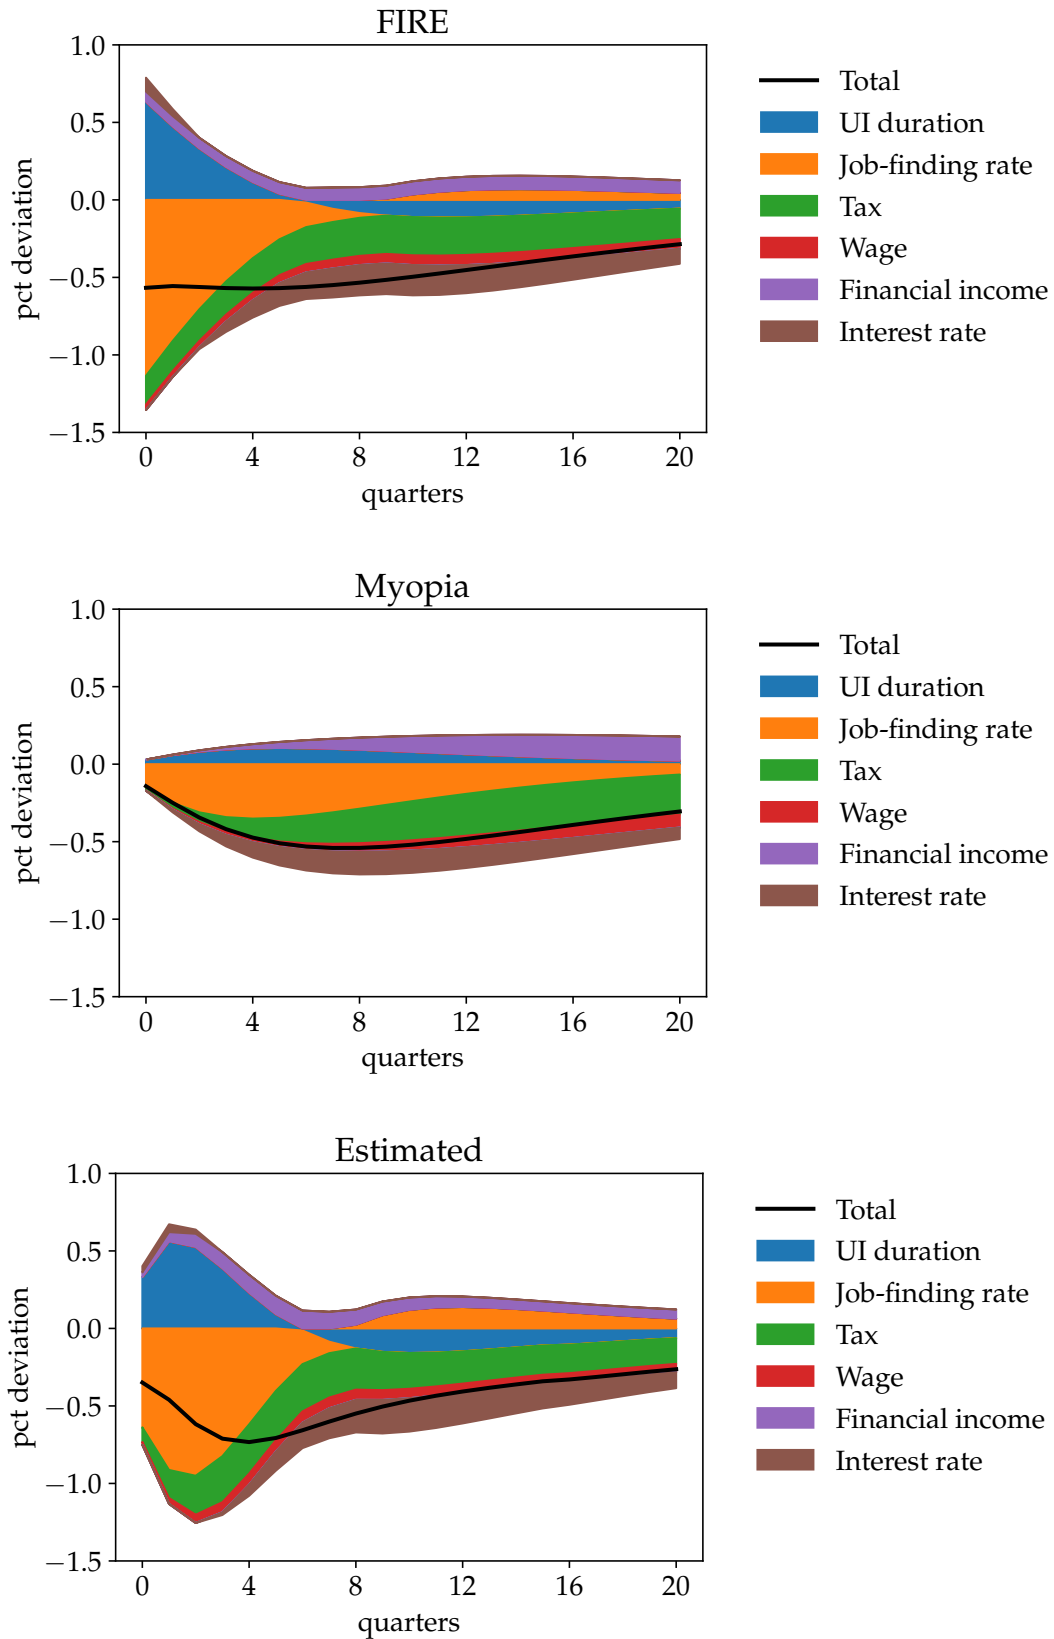 FIRE
1.0
0.5
0.0
−0.5
−1.0
−1.5
pct deviation
0 4 8 12 16 20
quarters
Total
UI duration
Job-finding rate
Tax
Wage
Financial income
Interest rate
Myopia
1.0
0.5
0.0
−0.5
−1.0
−1.5
pct deviation
0 4 8 12 16 20
quarters
Total
UI duration
Job-finding rate
Tax
Wage
Financial income
Interest rate
Estimated
1.0
0.5
0.0
−0.5
−1.0
−1.5
pct deviation
0 4 8 12 16 20
quarters
Total
UI duration
Job-finding rate
Tax
Wage
Financial income
Interest rate